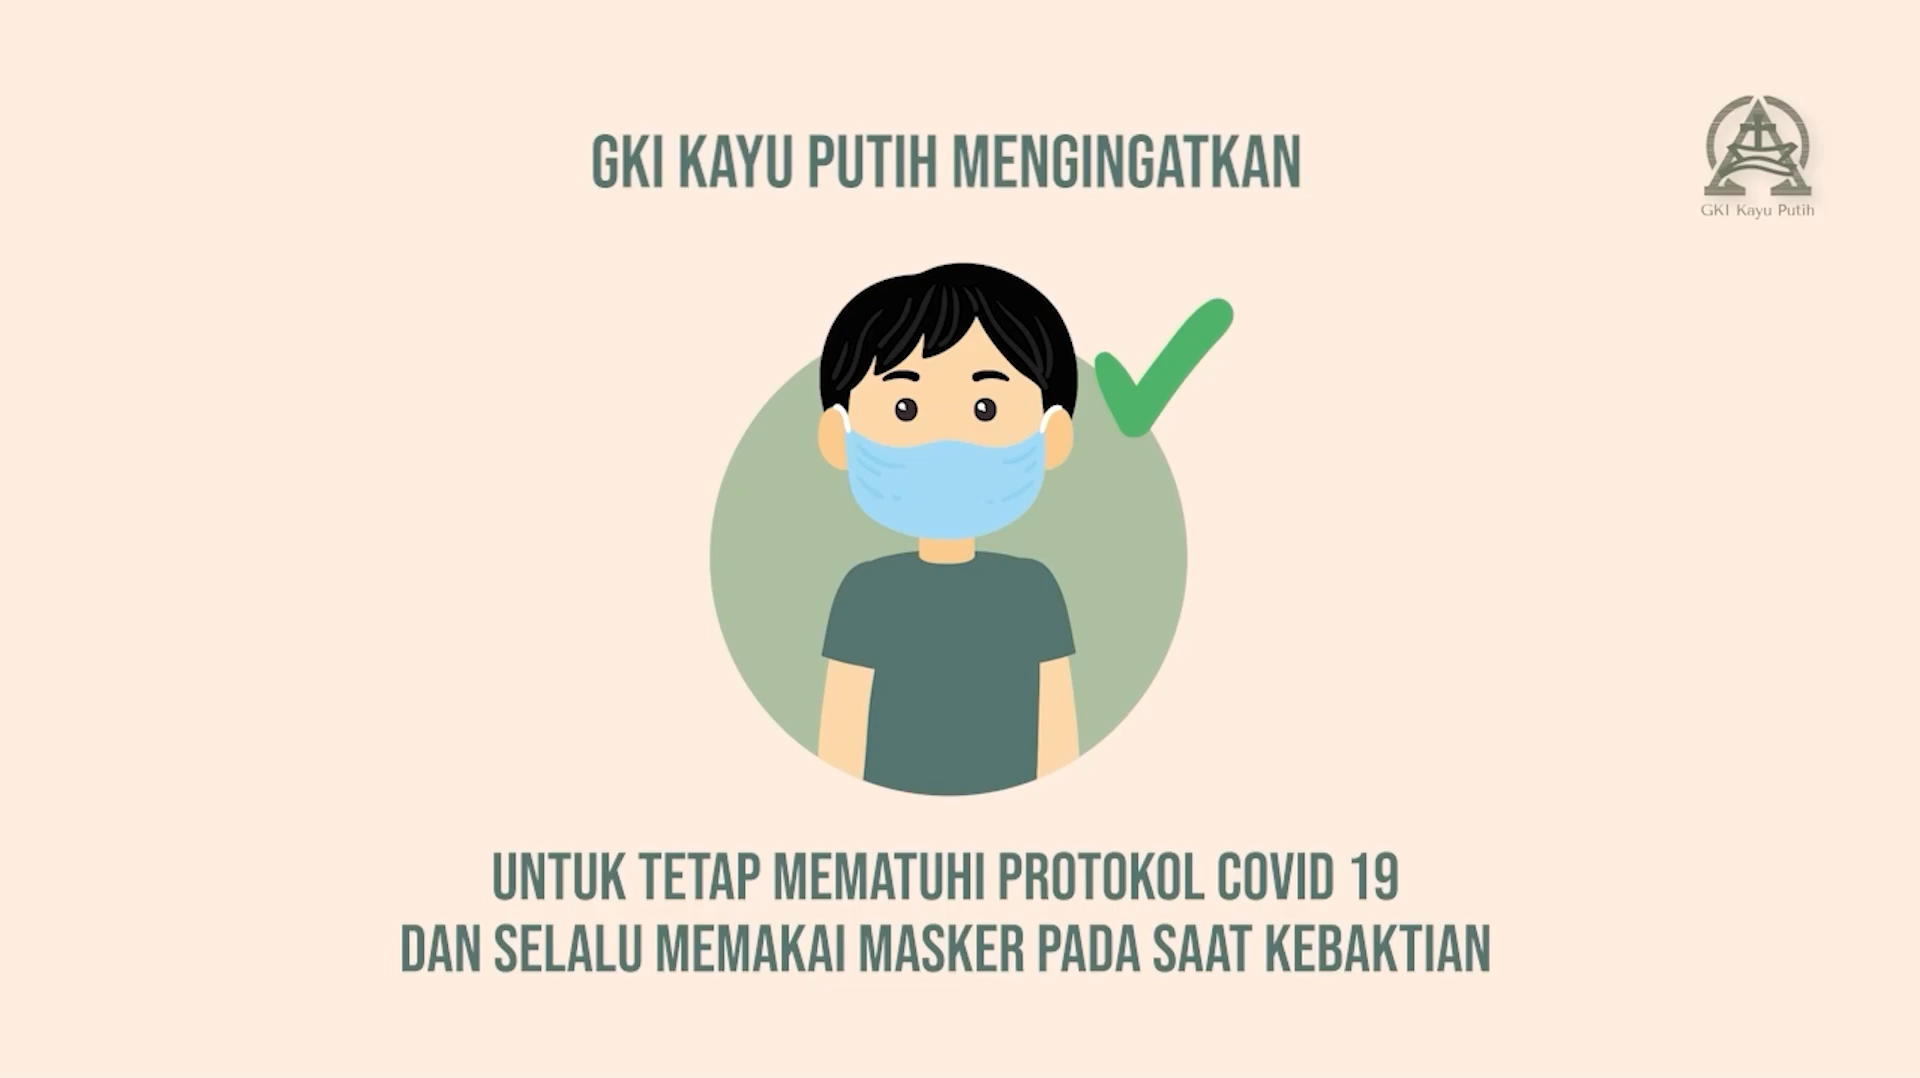 GKI KAYU PUTIH MENGINGATKAN
GKI Kayu Putih
UNTUK TETAP MEMATUHI PROTOKOL COVID 19
DAN SELALU MEMAKAI MASKER PADA SAAT KEBAKTIAN